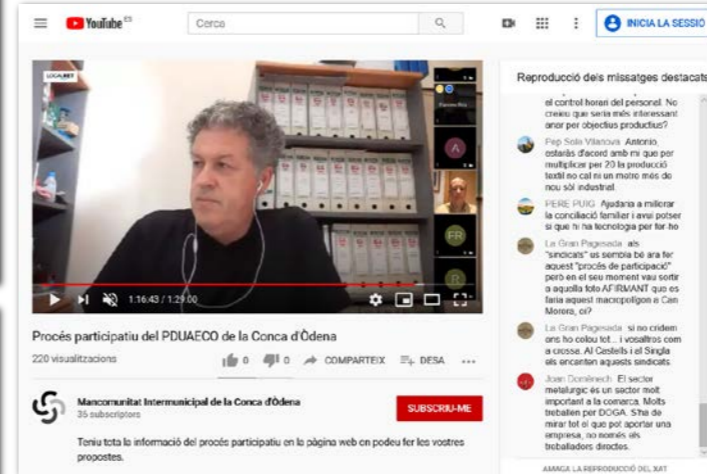 YouTube ES
Cerca
INICIA LA SESSIÓ
LOCALRET
A
FR
R
1:16:43 / 1:29:00
Procés participatiu del PDUAECO de la Conca d'Òdena
220 visualitzacions
0
0
COMPARTEIX
DESA
Mancomunitat Intermunicipal de la Conca d'Òdena
35 subscriptors
SUBSCRIU-ME
Teniu tota la informació del procés participatiu en la pàgina web on podeu fer les vostres
propostes.
Reproducció dels missatges destacats
al control horari del personal. No
creieu que seria més interessant
anar per objectius productius?
Pep Solo Vilanova Antonio,
estaràs d'acord amb mi que per
multiplicar per 20 la producció
textil no cal ni un metro més de
nou sòl industrial.
PERE PUIG Ajudaria a millorar
la conciliació familiar i avui potser
si que hi ha tecnologia per fer-ho
La Gran Pagesada als
"sindicats" us sembla bé ara fer
aquest "procés de participació"
però en el seu moment vau sortir
a aquella foto AFIRMANT que es
faria aquest macropolígon a Can
Morera, oi?
La Gran Pagesada si no cridem
ens ho coleu tot... i vosaltres com
a crossa. Al Castells i al Singla
els encanten aquests sindicats.
Joan Domènech El sector
metalurgic és un sector molt
important a la comarca. Molts
treballen per DOGA. S'ha de
mirar tot el que pot aportar una
empresa, no només els
treballadors directes.
AMAGA LA REPRODUCCIÓ DEL XAT